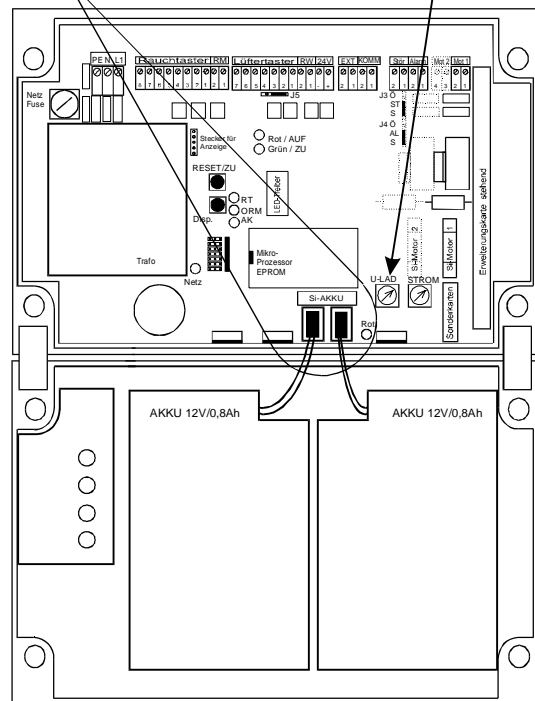 PE N L1 Rauchtaster RM Lüftertaster RW 24V EXT KOMM Stör Alarm Mot 2 Mot 1
Netz
Fuse
J5
J3 Ö
ST
S
J4 Ö
AL
S
Stecker für
Anzeige
Rot / AUF
Grün / ZU
RESET/ZU
LED-Treiber
RT
ORM
AK
Disp.
Mikro-
Prozessor
EPROM
Trafo
Netz
Si-AKKU
Rot
U-LAD
STROM
Si-Motor 2
Si-Motor 1
Sonderkarten
Erweiterungskarte stehend
AKKU 12V/0,8Ah
AKKU 12V/0,8Ah